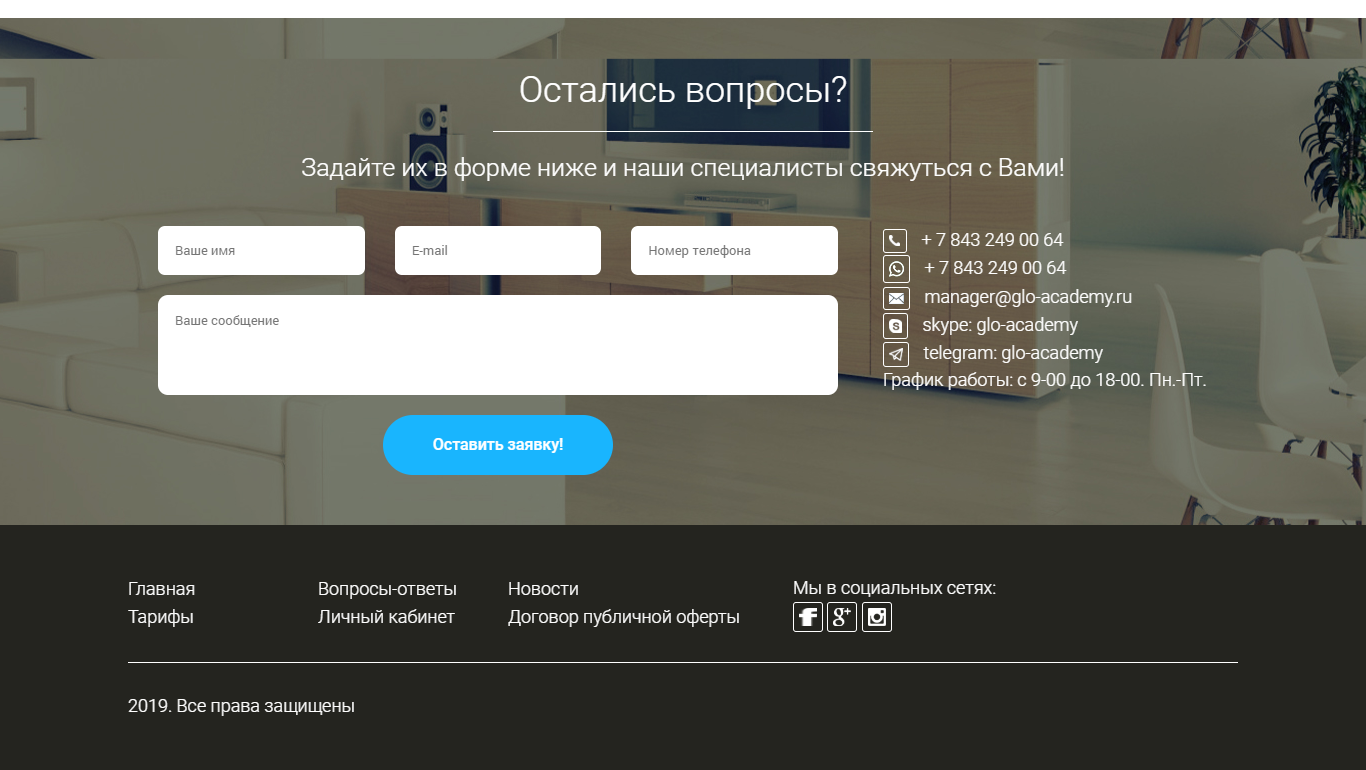 Остались вопросы?
Задайте их в форме ниже и наши специалисты свяжуться с Вами!
Ваше имя
E-mail
Номер телефона
Ваше сообщение
Оставить заявку!
+ 7 843 249 00 64
+ 7 843 249 00 64
manager@glo-academy.ru
skype: glo-academy
telegram: glo-academy
График работы: с 9-00 до 18-00. Пн.-Пт.
Главная
Тарифы
Вопросы-ответы
Личный кабинет
Новости
Договор публичной оферты
Мы в социальных сетях:
2019. Все права защищены